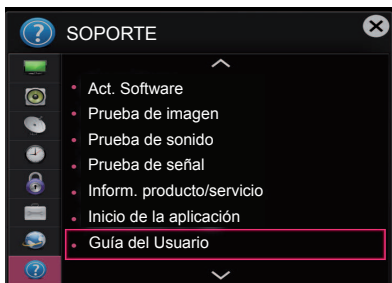 SOPORTE
Act. Software
Prueba de imagen
Prueba de sonido
Prueba de señal
Inform. producto/servicio
Inicio de la aplicación
Guía del Usuario